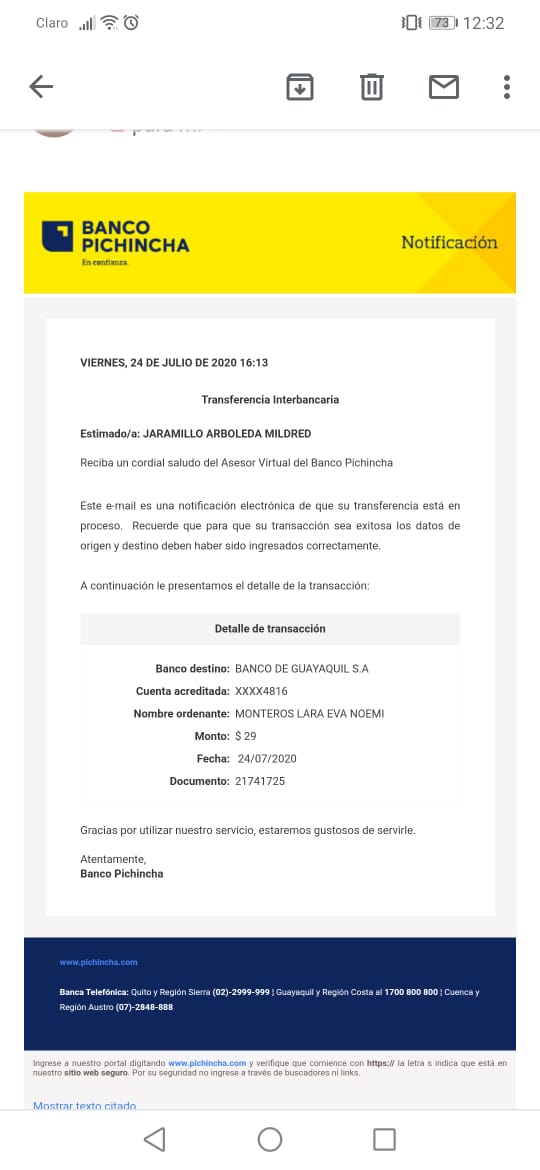 Claro 73 12:32
BANCO
PICHINCHA
En confianza.
Notificación
VIERNES, 24 DE JULIO DE 2020 16:13
Transferencia Interbancaria
Estimado/a: JARAMILLO ARBOLEDA MILDRED
Reciba un cordial saludo del Asesor Virtual del Banco Pichincha
Este e-mail es una notificación electrónica de que su transferencia está en
proceso. Recuerde que para que su transacción sea exitosa los datos de
origen y destino deben haber sido ingresados correctamente.
A continuación le presentamos el detalle de la transacción:
Detalle de transacción
Banco destino: BANCO DE GUAYAQUIL S.A
Cuenta acreditada: XXXX4816
Nombre ordenante: MONTEROS LARA EVA NOEMI
Monto: $ 29
Fecha: 24/07/2020
Documento: 21741725
Gracias por utilizar nuestro servicio, estaremos gustosos de servirle.
Atentamente,
Banco Pichincha
www.pichincha.com
Banca Telefónica: Quito y Región Sierra (02)-2999-999 | Guayaquil y Región Costa al 1700 800 800 | Cuenca y
Región Austro (07)-2848-888
Ingrese a nuestro portal digitando www.pichincha.com y verifique que comience con https:// la letra s indica que está en
nuestro sitio web seguro. Por su seguridad no ingrese a través de buscadores ni links.
Mostrar texto citado